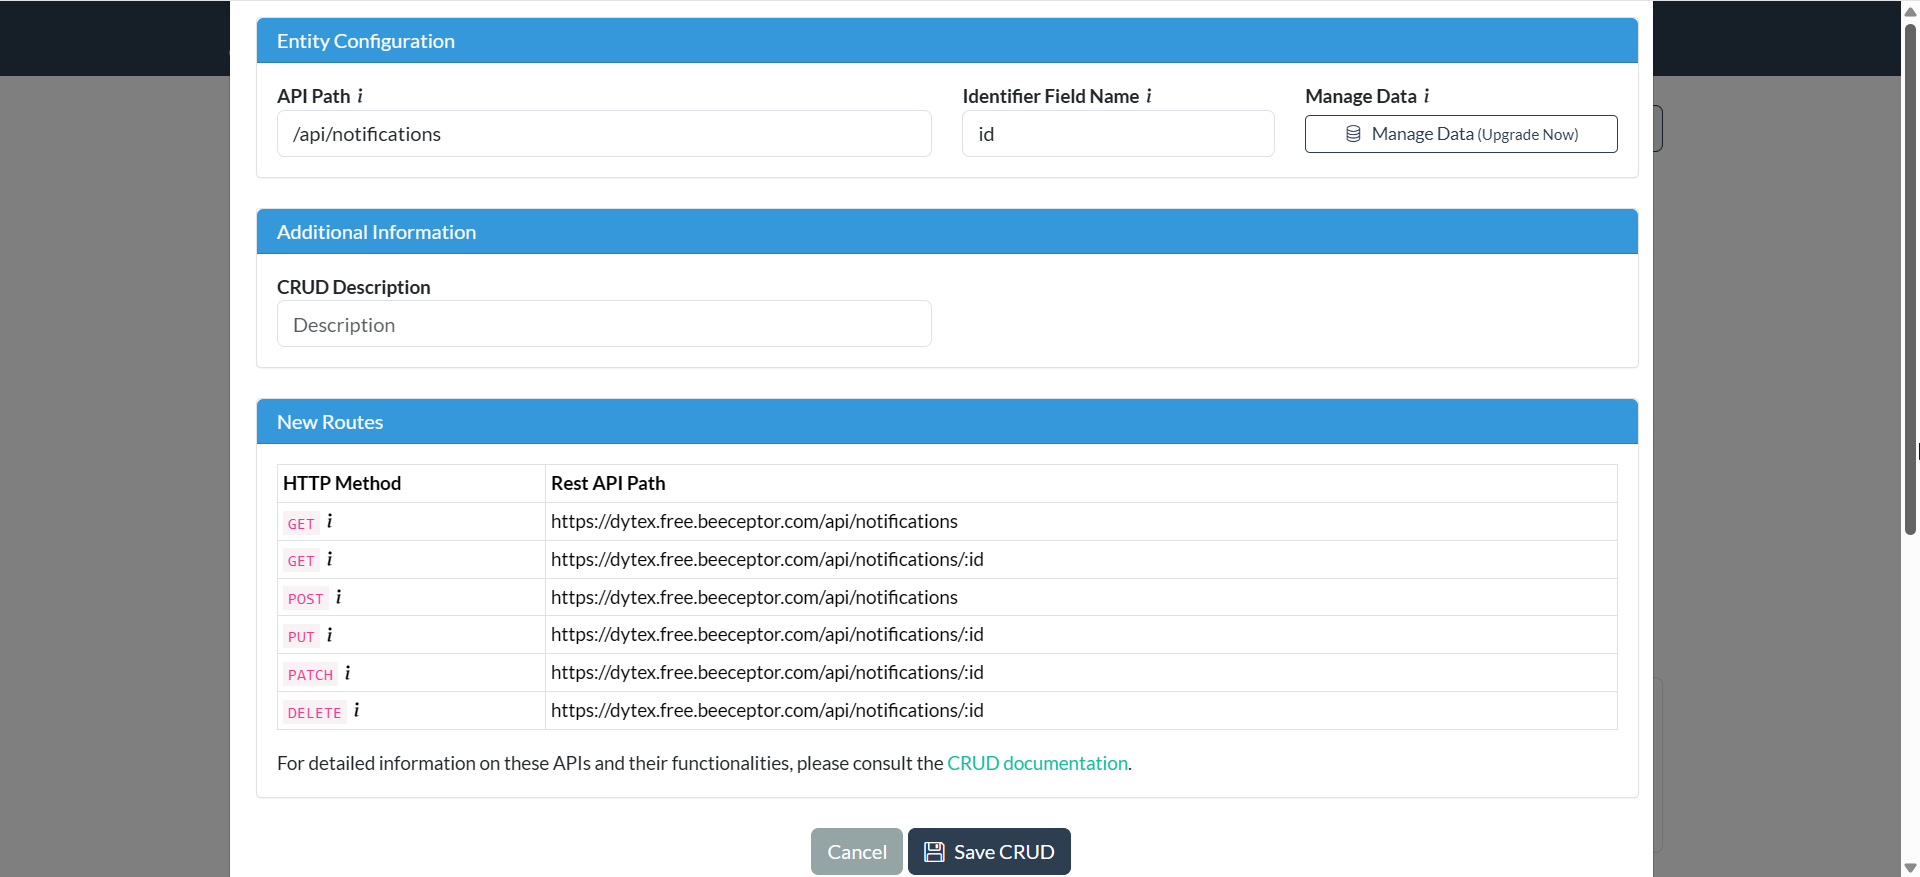 Entity Configuration
API Path i
Identifier Field Name i
Manage Data i
/api/notifications
id
Manage Data (Upgrade Now)
Additional Information
CRUD Description
Description
New Routes
HTTP Method Rest API Path
GET i https://dytex.free.beeceptor.com/api/notifications
GET i https://dytex.free.beeceptor.com/api/notifications/:id
POST i https://dytex.free.beeceptor.com/api/notifications
PUT i https://dytex.free.beeceptor.com/api/notifications/:id
PATCH i https://dytex.free.beeceptor.com/api/notifications/:id
DELETE i https://dytex.free.beeceptor.com/api/notifications/:id
For detailed information on these APIs and their functionalities, please consult the CRUD documentation.
Cancel
Save CRUD